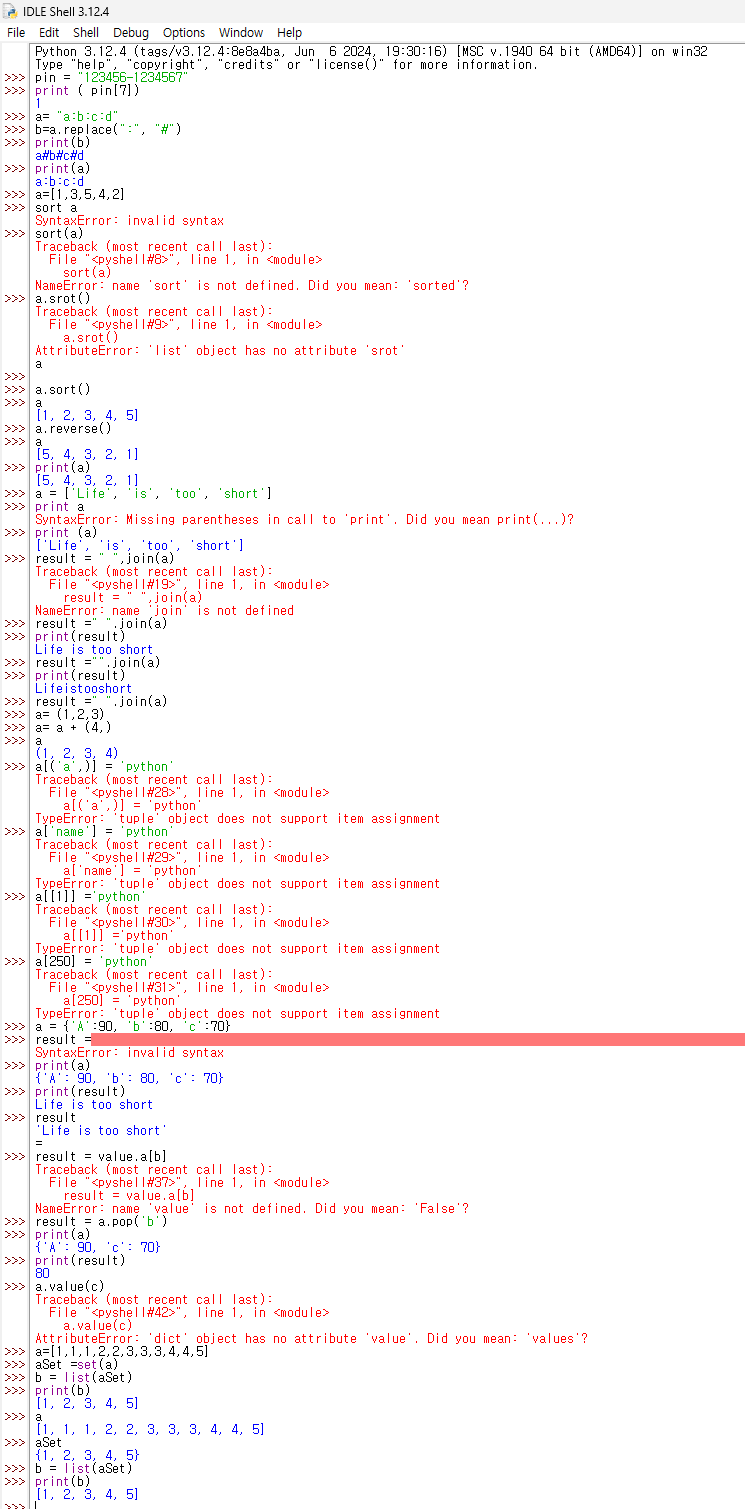 IDLE Shell 3.12.4
File Edit Shell Debug Options Window Help
Python 3.12.4 (tags/v3.12.4:8e8a4ba, Jun  6 2024, 19:30:16) [MSC v.1940 64 bit (AMD64)] on win32
Type "help", "copyright", "credits" or "license()" for more information.
>>> pin = "123456-1234567"
>>> print ( pin[7])
1
>>> a= "a:b:c:d"
>>> b=a.replace(":", "#")
>>> print(b)
a#b#c#d
>>> print(a)
a:b:c:d
>>> a=[1,3,5,4,2]
>>> sort a
SyntaxError: invalid syntax
>>> sort(a)
Traceback (most recent call last):
  File "<pyshell#8>", line 1, in <module>
    sort(a)
NameError: name 'sort' is not defined. Did you mean: 'sorted'?
>>> a.srot()
Traceback (most recent call last):
  File "<pyshell#9>", line 1, in <module>
    a.srot()
AttributeError: 'list' object has no attribute 'srot'
a
>>>
>>> a.sort()
>>> a
[1, 2, 3, 4, 5]
>>> a.reverse()
>>> a
[5, 4, 3, 2, 1]
>>> print(a)
[5, 4, 3, 2, 1]
>>> a = ['Life', 'is', 'too', 'short']
>>> print a
SyntaxError: Missing parentheses in call to 'print'. Did you mean print(...)?
>>> print (a)
['Life', 'is', 'too', 'short']
>>> result = " ",join(a)
Traceback (most recent call last):
  File "<pyshell#19>", line 1, in <module>
    result = " ",join(a)
NameError: name 'join' is not defined
>>> result =" ".join(a)
>>> print(result)
Life is too short
>>> result ="".join(a)
>>> print(result)
Lifeistooshort
>>> result =" ".join(a)
>>> a= (1,2,3)
>>> a= a + (4,)
>>> a
(1, 2, 3, 4)
>>> a[('a',)] = 'python'
Traceback (most recent call last):
  File "<pyshell#28>", line 1, in <module>
    a[('a',)] = 'python'
TypeError: 'tuple' object does not support item assignment
>>> a['name'] = 'python'
Traceback (most recent call last):
  File "<pyshell#29>", line 1, in <module>
    a['name'] = 'python'
TypeError: 'tuple' object does not support item assignment
>>> a[[1]] ='python'
Traceback (most recent call last):
  File "<pyshell#30>", line 1, in <module>
    a[[1]] ='python'
TypeError: 'tuple' object does not support item assignment
>>> a[250] = 'python'
Traceback (most recent call last):
  File "<pyshell#31>", line 1, in <module>
    a[250] = 'python'
TypeError: 'tuple' object does not support item assignment
>>> a = {'A':90, 'b':80, 'c':70}
>>> result =
SyntaxError: invalid syntax
>>> print(a)
{'A': 90, 'b': 80, 'c': 70}
>>> print(result)
Life is too short
>>> result
'Life is too short'
=
>>> result = value.a[b]
Traceback (most recent call last):
  File "<pyshell#37>", line 1, in <module>
    result = value.a[b]
NameError: name 'value' is not defined. Did you mean: 'False'?
>>> result = a.pop('b')
>>> print(a)
{'A': 90, 'c': 70}
>>> print(result)
80
>>> a.value(c)
Traceback (most recent call last):
  File "<pyshell#42>", line 1, in <module>
    a.value(c)
AttributeError: 'dict' object has no attribute 'value'. Did you mean: 'values'?
>>> a=[1,1,1,2,2,3,3,3,4,4,5]
>>> aSet =set(a)
>>> b = list(aSet)
>>> print(b)
[1, 2, 3, 4, 5]
>>> a
[1, 1, 1, 2, 2, 3, 3, 3, 4, 4, 5]
>>> aSet
{1, 2, 3, 4, 5}
>>> b = list(aSet)
>>> print(b)
[1, 2, 3, 4, 5]
>>>